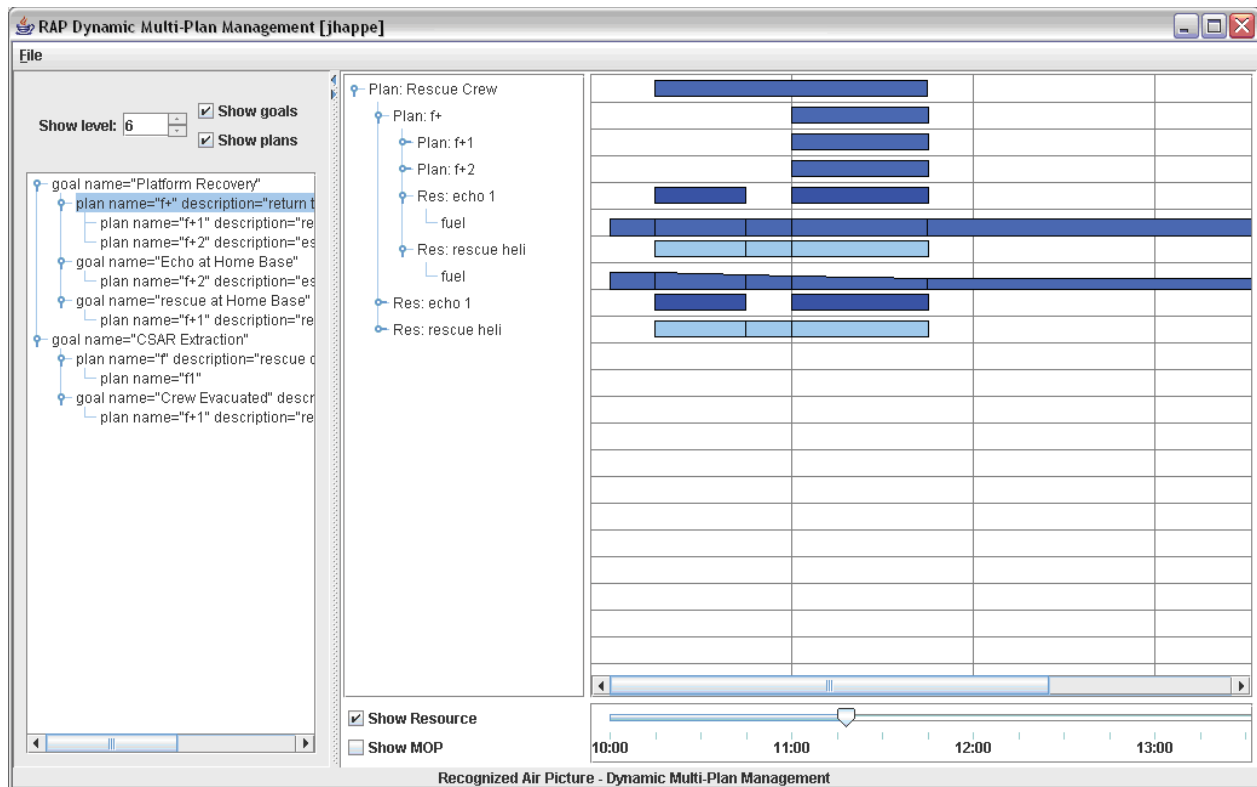 RAP Dynamic Multi-Plan Management [jhappe]
File
Show level: 6
Show goals
Show plans
goal name="Platform Recovery"
plan name="f+" description="return t
plan name="f+1" description="re
plan name="f+2" description="es
goal name="Echo at Home Base"
plan name="f+2" description="es
goal name="rescue at Home Base"
plan name="f+1" description="re
goal name="CSAR Extraction"
plan name="f" description="rescue c
plan name="f1"
goal name="Crew Evacuated" descr
plan name="f+1" description="re
Plan: Rescue Crew
Plan: f+
Plan: f+1
Plan: f+2
Res: echo 1
fuel
Res: rescue heli
fuel
Res: echo 1
Res: rescue heli
Show Resource
Show MOP
10:00 11:00 12:00 13:00
Recognized Air Picture - Dynamic Multi-Plan Management